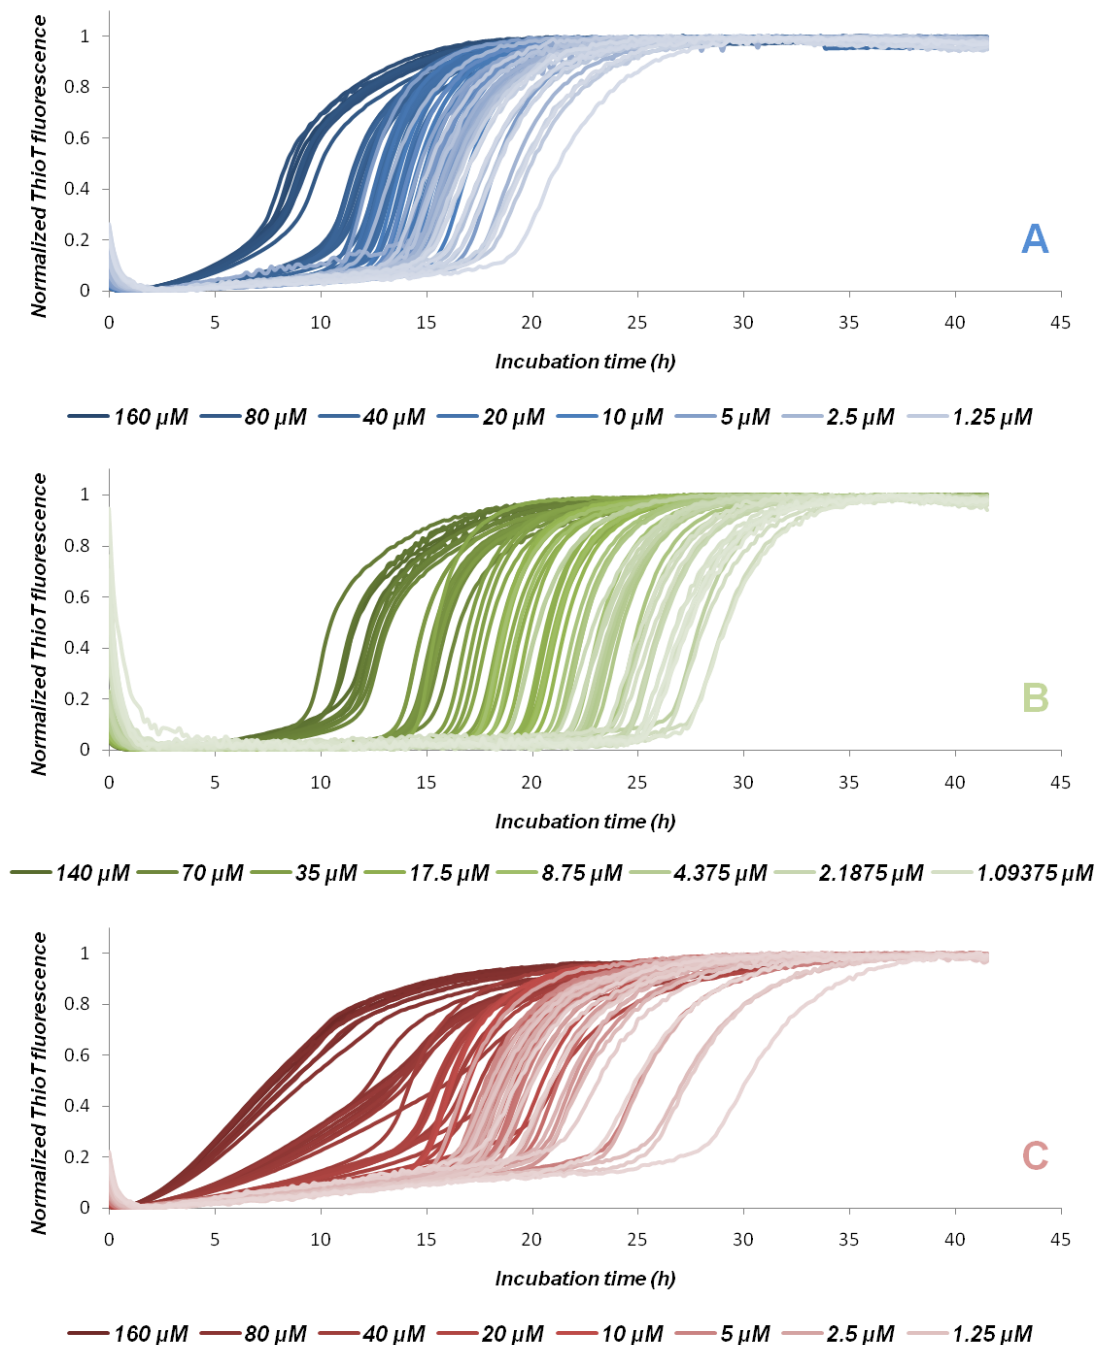 Normalized ThioT fluorescence
1
0.8
0.6
0.4
0.2
0
A
0 5 10 15 20 25 30 35 40 45
Incubation time (h)
160 µM 80 µM 40 µM 20 µM 10 µM 5 µM 2.5 µM 1.25 µM
Normalized ThioT fluorescence
1
0.8
0.6
0.4
0.2
0
B
0 5 10 15 20 25 30 35 40 45
Incubation time (h)
140 µM 70 µM 35 µM 17.5 µM 8.75 µM 4.375 µM 2.1875 µM 1.09375 µM
Normalized ThioT fluorescence
1
0.8
0.6
0.4
0.2
0
C
0 5 10 15 20 25 30 35 40 45
Incubation time (h)
160 µM 80 µM 40 µM 20 µM 10 µM 5 µM 2.5 µM 1.25 µM